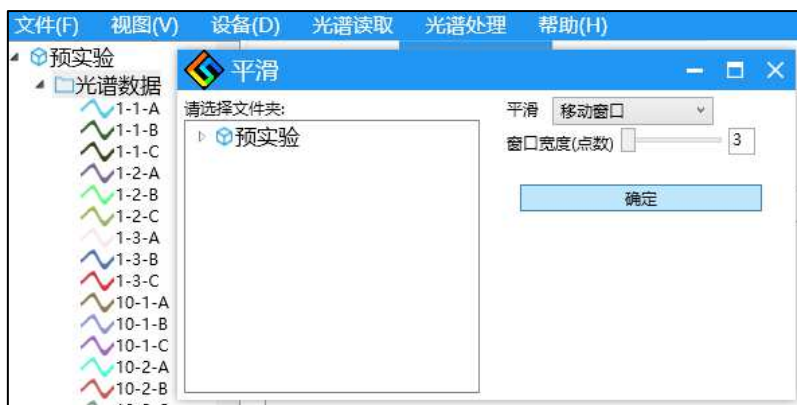 文件(F) 视图(V) 设备(D) 光谱读取 光谱处理 帮助(H)
预实验
光谱数据
1-1-A
1-1-B
1-1-C
1-2-A
1-2-B
1-2-C
1-3-A
1-3-B
1-3-C
10-1-A
10-1-B
10-1-C
10-2-A
10-2-B
平滑
请选择文件夹:
预实验
平滑 移动窗口
窗口宽度(点数) 3
确定